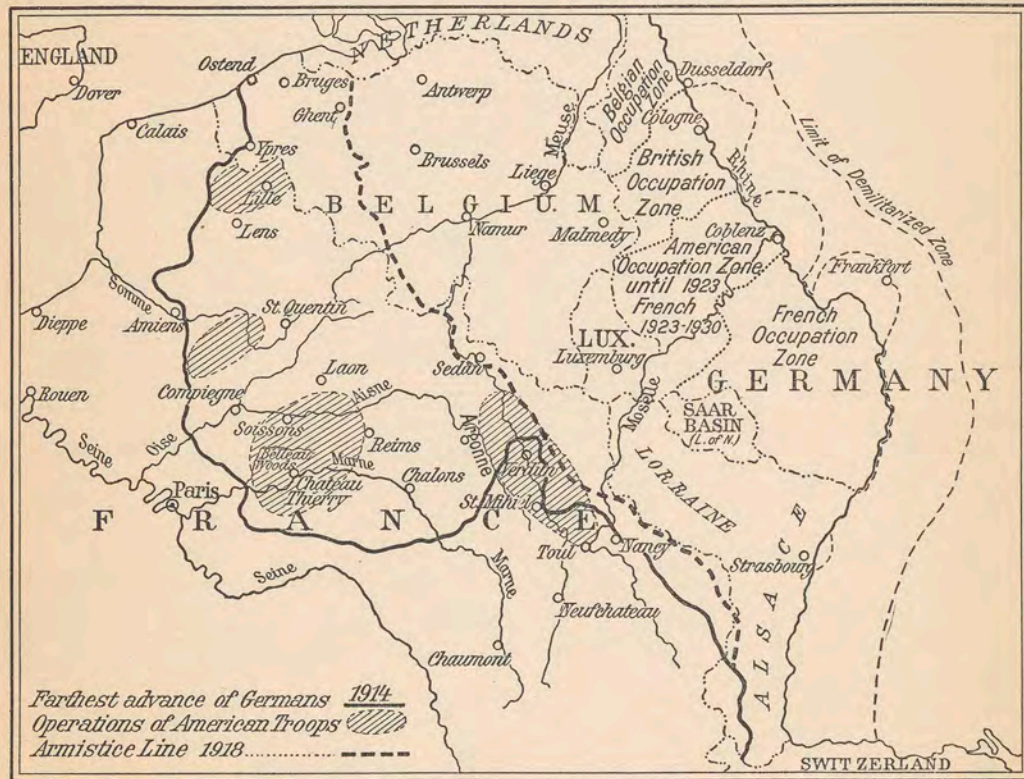 ENGLAND
Dover
Calais
Ostend
Bruges
Ghent
NETHERLANDS
Antwerp
Brussels
Ypres
Lille
Lens
BELGIUM
Liege
Meuse
Namur
Malmedy
Belgian
Occupation
Zone
Dusseldorf
Cologne
Rhine
British
Occupation
Zone
Coblenz
American
Occupation Zone
until 1923
French
1923-1930
Limit of Demilitarized Zone
Frankfort
French
Occupation
Zone
GERMANY
LUX.
Luxemburg
Moselle
SAAR
BASIN
(L. of N.)
LORRAINE
ALSACE
Strasbourg
Somme
Dieppe
Amiens
St. Quentin
Laon
Sedan
Rouen
Compiegne
Aisne
Soissons
Reims
Argonne
Oise
Seine
Belleau
Woods
Marne
Chateau
Thierry
Chalons
Verdun
St. Mihiel
Paris
FRANCE
Toul
Nancy
Seine
Marne
Neufchateau
Chaumont
Farthest advance of Germans 1914
Operations of American Troops
Armistice Line 1918
SWITZERLAND